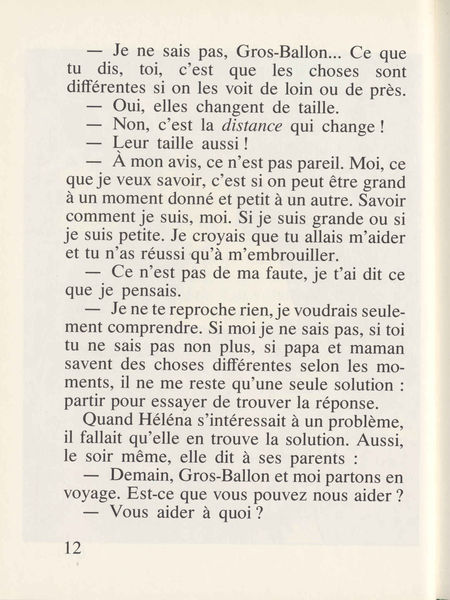 — Je ne sais pas, Gros-Ballon... Ce que
tu dis, toi, c'est que les choses sont
différentes si on les voit de loin ou de près.
— Oui, elles changent de taille.
— Non, c'est la distance qui change !
— Leur taille aussi !
— À mon avis, ce n'est pas pareil. Moi, ce
que je veux savoir, c'est si on peut être grand
à un moment donné et petit à un autre. Savoir
comment je suis, moi. Si je suis grande ou si
je suis petite. Je croyais que tu allais m'aider
et tu n'as réussi qu'à m'embrouiller.
— Ce n'est pas de ma faute, je t'ai dit ce
que je pensais.
— Je ne te reproche rien, je voudrais seule-
ment comprendre. Si moi je ne sais pas, si toi
tu ne sais pas non plus, si papa et maman
savent des choses différentes selon les mo-
ments, il ne me reste qu'une seule solution :
partir pour essayer de trouver la réponse.
Quand Héléna s'intéressait à un problème,
il fallait qu'elle en trouve la solution. Aussi,
le soir même, elle dit à ses parents :
— Demain, Gros-Ballon et moi partons en
voyage. Est-ce que vous pouvez nous aider ?
— Vous aider à quoi ?
12